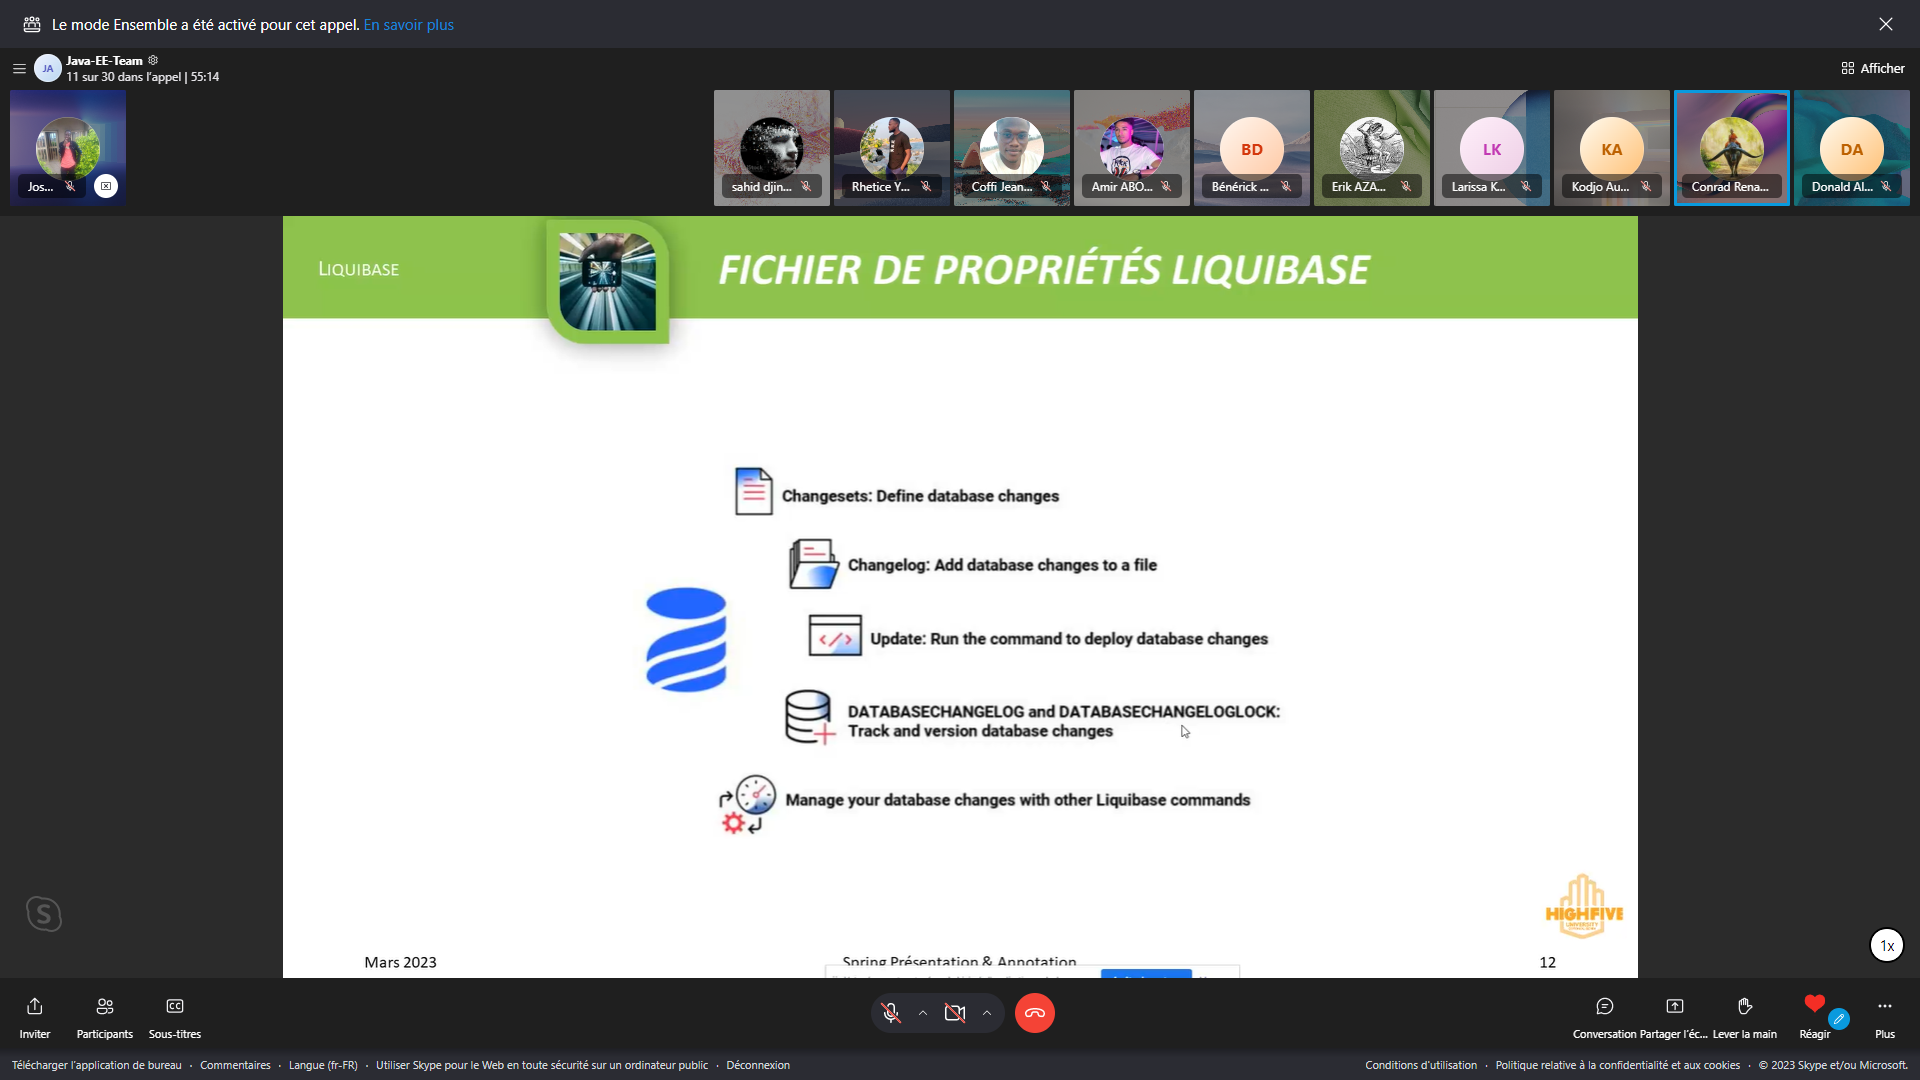 Le mode Ensemble a été activé pour cet appel. En savoir plus
JA
Java-EE-Team
11 sur 30 dans l'appel | 55:14
Afficher
Jos...
sahid djin...
Rhetice Y...
Coffi Jean...
Amir ABO...
BD
Bénérick ...
Erik AZA...
LK
Larissa K...
KA
Kodjo Au...
Conrad Rena...
DA
Donald Al...
LIQUIBASE
FICHIER DE PROPRIÉTÉS LIQUIBASE
Changesets: Define database changes
Changelog: Add database changes to a file
Update: Run the command to deploy database changes
DATABASECHANGELOG and DATABASECHANGELOGLOCK:
Track and version database changes
Manage your database changes with other Liquibase commands
HIGHFIVE
UNIVERSITY
Mars 2023
Spring Présentation & Annotation
12
1x
Inviter
Participants
Sous-titres
Conversation
Partager l'éc...
Lever la main
Réagir
Plus
Télécharger l'application de bureau · Commentaires · Langue (fr-FR) · Utiliser Skype pour le Web en toute sécurité sur un ordinateur public · Déconnexion
Conditions d'utilisation · Politique relative à la confidentialité et aux cookies · © 2023 Skype et/ou Microsoft.